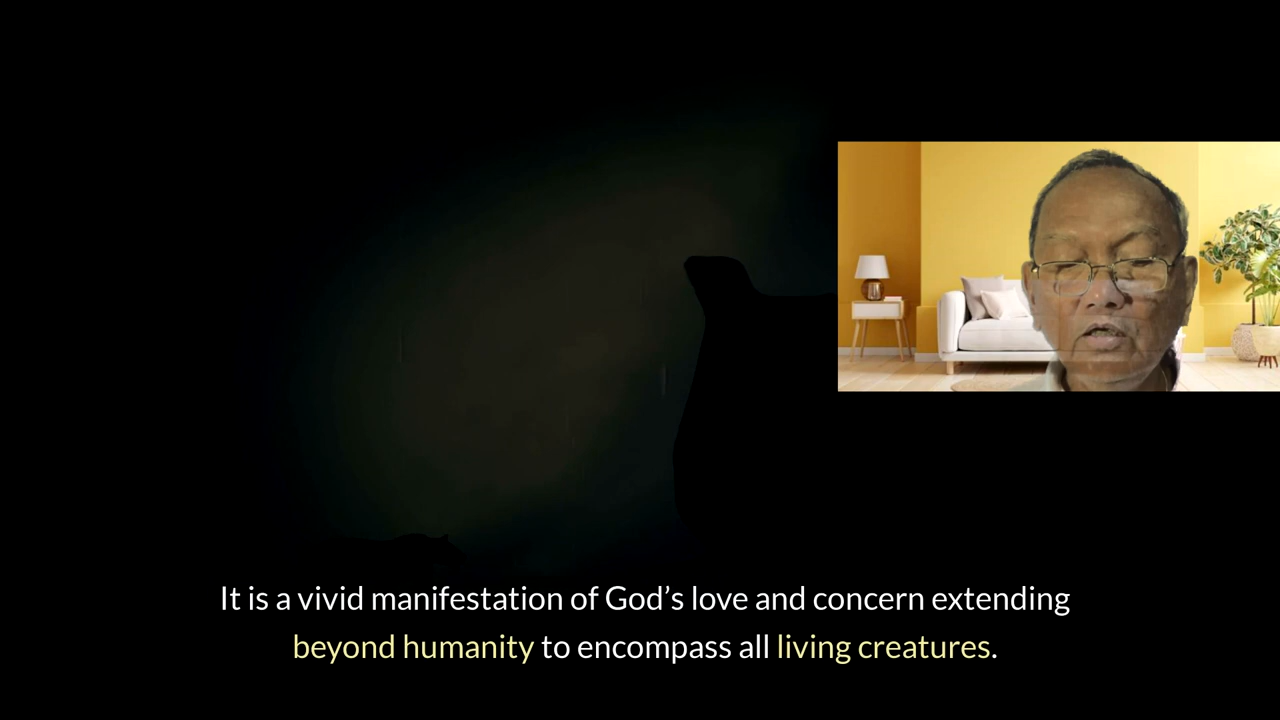 It is a vivid manifestation of God’s love and concern extending
beyond humanity to encompass all living creatures.